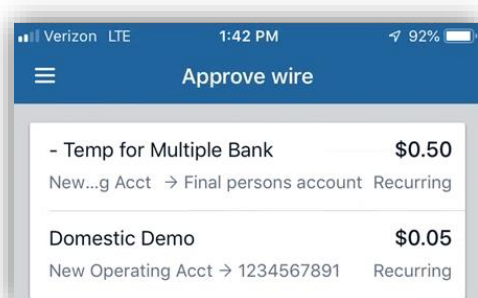 Verizon LTE 1:42 PM 92%
Approve wire
- Temp for Multiple Bank $0.50
New...g Acct → Final persons account Recurring
Domestic Demo $0.05
New Operating Acct → 1234567891 Recurring